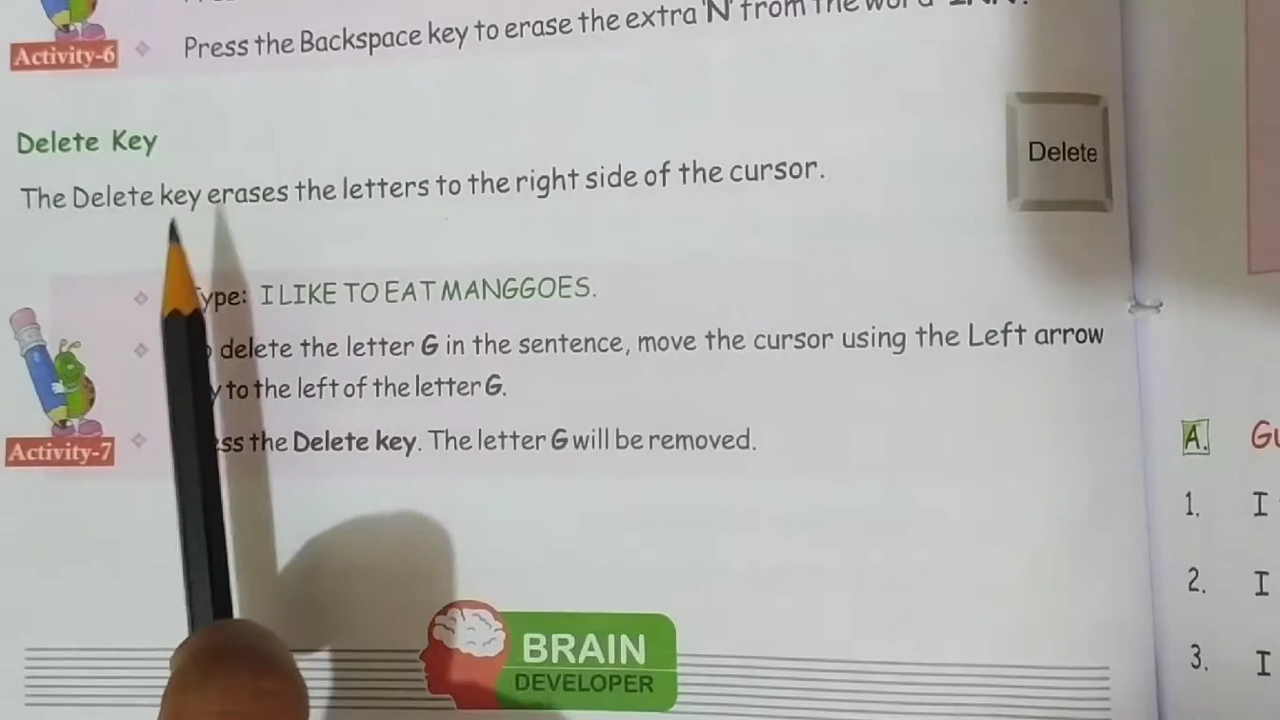 Press the Backspace key to erase the extra 'N' from the word
Activity-6
Delete Key
The Delete key erases the letters to the right side of the cursor.
Delete
ype: I LIKE TO EAT MANGGOES.
delete the letter G in the sentence, move the cursor using the Left arrow
y to the left of the letter G.
ss the Delete key. The letter G will be removed.
Activity-7
BRAIN
DEVELOPER
A.
1. I
2. I
3. I